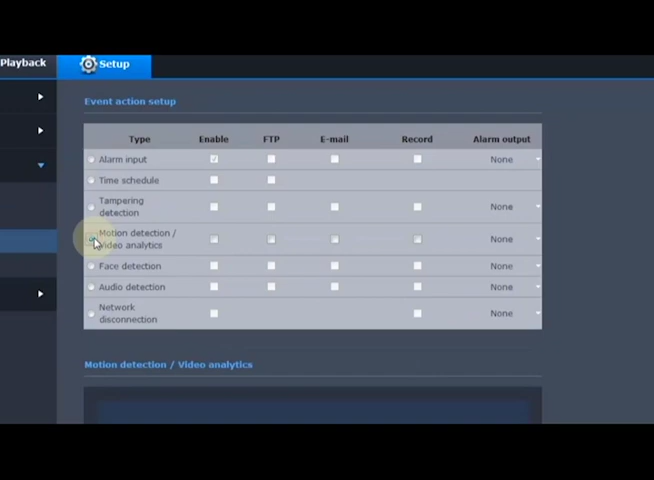 Playback Setup
Event action setup
Type Enable FTP E-mail Record Alarm output
Alarm input None
Time schedule
Tampering
detection None
Motion detection /
Video analytics None
Face detection None
Audio detection None
Network
disconnection None
Motion detection / Video analytics